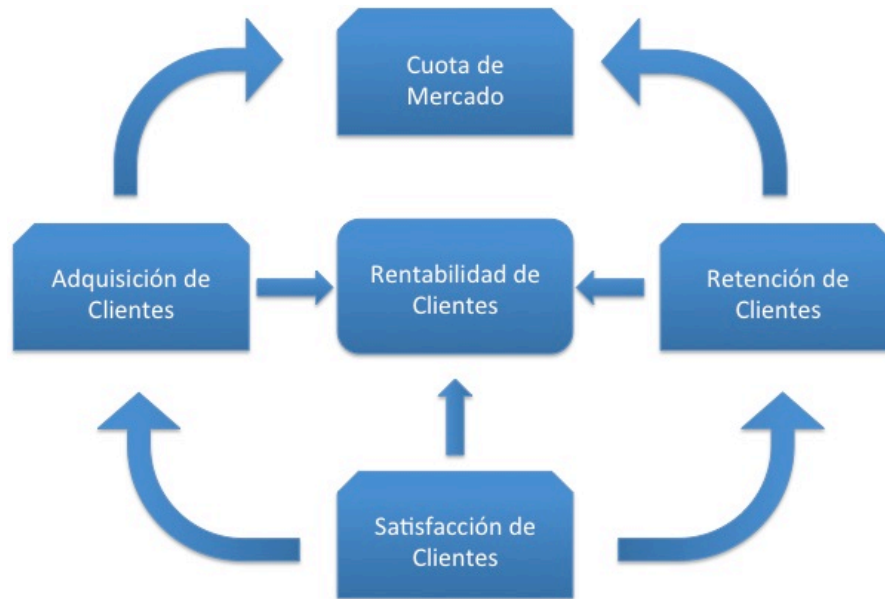 Cuota de
Mercado
Adquisición de
Clientes
Rentabilidad de
Clientes
Retención de
Clientes
Satisfacción de
Clientes